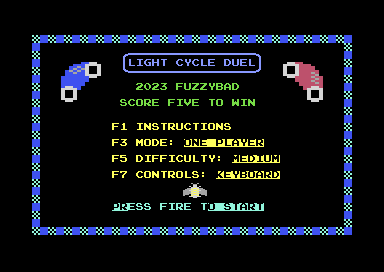 LIGHT CYCLE DUEL
2023 FUZZYBAD
SCORE FIVE TO WIN
F1 INSTRUCTIONS
F3 MODE: ONE PLAYER
F5 DIFFICULTY: MEDIUM
F7 CONTROLS: KEYBOARD
PRESS FIRE TO START